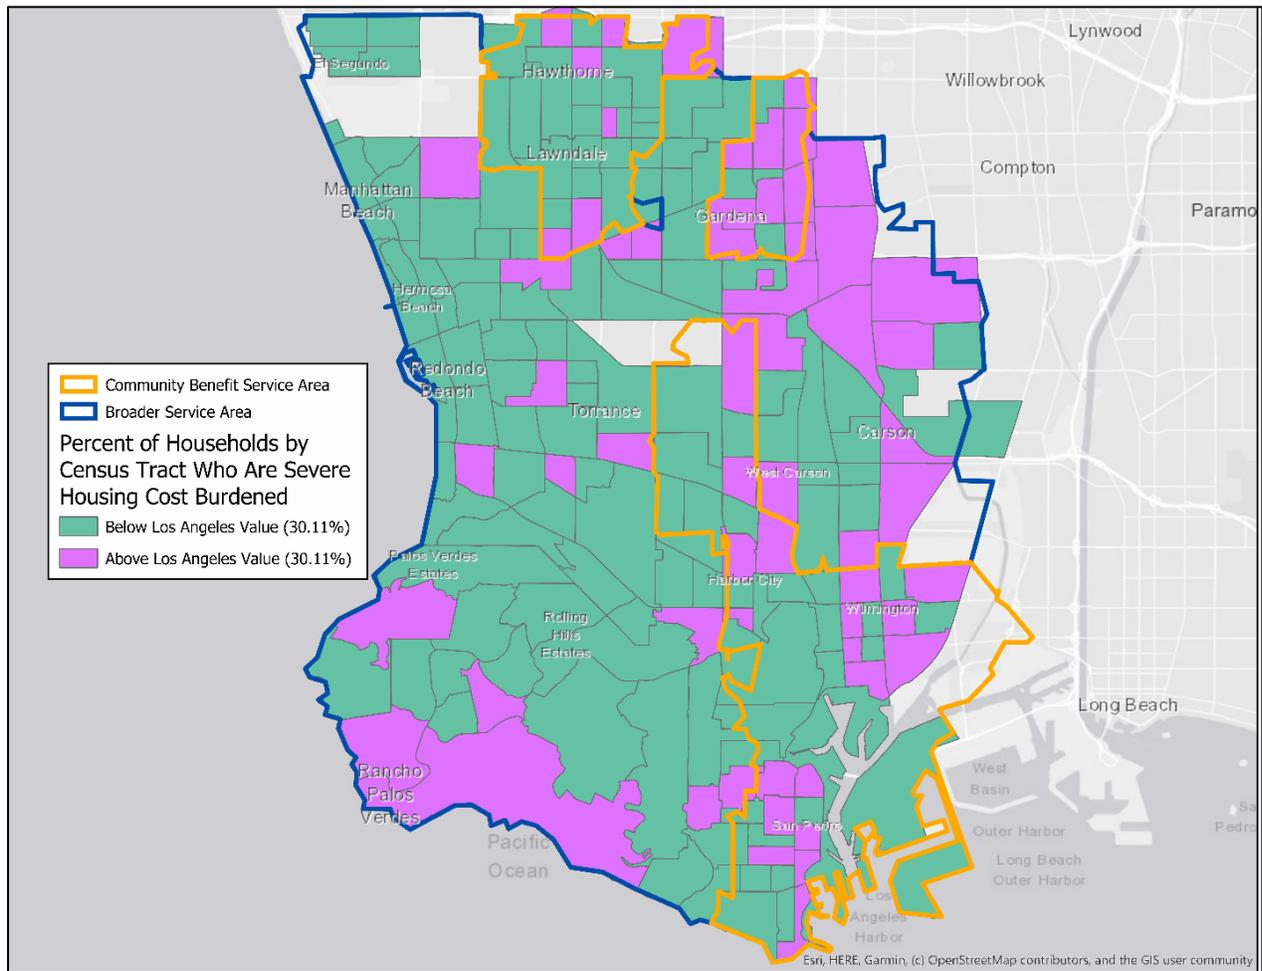 Lynwood
El Segundo
Hawthorne
Willowbrook
Lawndale
Compton
Manhattan
Beach
Gardena
Paramo
Hermosa
Beach
Redondo
Beach
Torrance
Carson
West Carson
Community Benefit Service Area
Broader Service Area
Percent of Households by
Census Tract Who Are Severe
Housing Cost Burdened
Below Los Angeles Value (30.11%)
Above Los Angeles Value (30.11%)
Palos Verdes
Estates
Harbor City
Rolling
Hills
Estates
Wilmington
Long Beach
West
Basin
Rancho
Palos
Verdes
San Pedro
Sa
Pedro
Outer Harbor
Pacific
Ocean
Long Beach
Outer Harbor
Los
Angeles
Harbor
Esri, HERE, Garmin, (c) OpenStreetMap contributors, and the GIS user community